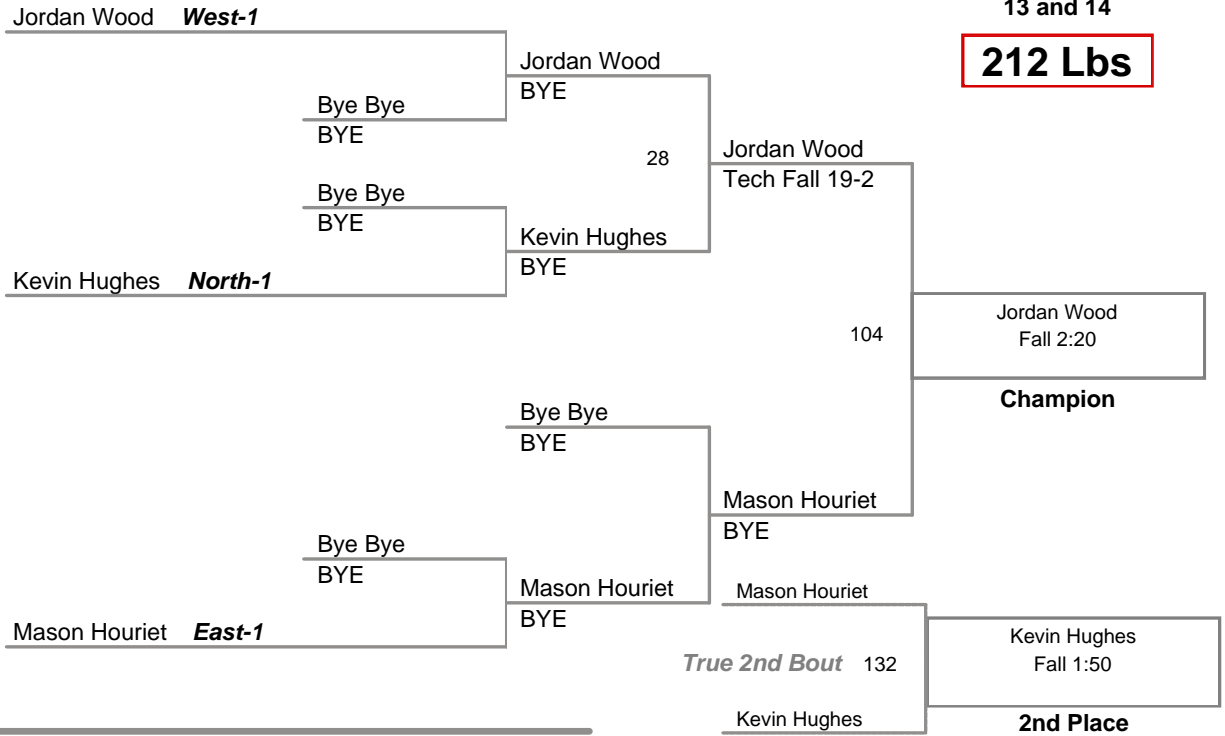 13 and 14
Jordan Wood West-1
212 Lbs
Jordan Wood
BYE
Bye Bye
BYE
28
Jordan Wood
Tech Fall 19-2
Bye Bye
BYE
Kevin Hughes
BYE
Kevin Hughes North-1
104
Jordan Wood
Fall 2:20
Champion
Bye Bye
BYE
Mason Houriet
BYE
Bye Bye
BYE
Mason Houriet
BYE
Mason Houriet East-1
Mason Houriet
True 2nd Bout 132
Kevin Hughes
Fall 1:50
Kevin Hughes
2nd Place